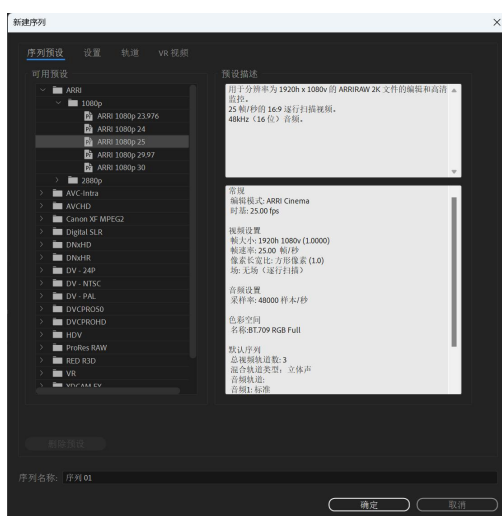 新建序列
序列预设 设置 轨道 VR 视频
可用预设
ARRI
1080p
ARRI 1080p 23.976
ARRI 1080p 24
ARRI 1080p 25
ARRI 1080p 29.97
ARRI 1080p 30
2880p
AVC-Intra
AVCHD
Canon XF MPEG2
Digital SLR
DNxHD
DNxHR
DV - 24P
DV - NTSC
DV - PAL
DVCPRO50
DVCPROHD
HDV
ProRes RAW
RED R3D
VR
XDCAM EX
预设描述
用于分辨率为 1920h x 1080v 的 ARRIRAW 2K 文件的编辑和高清
监控。
25 帧/秒的 16:9 逐行扫描视频。
48kHz（16 位）音频。
常规
编辑模式: ARRI Cinema
时基: 25.00 fps
视频设置
帧大小: 1920h 1080v (1.0000)
帧速率: 25.00 帧/秒
像素长宽比: 方形像素 (1.0)
场: 无场（逐行扫描）
音频设置
采样率: 48000 样本/秒
色彩空间
名称:BT.709 RGB Full
默认序列
总视频轨道数: 3
混合轨道类型: 立体声
音频轨道:
音频1: 标准
删除预设
序列名称: 序列 01
确定 取消